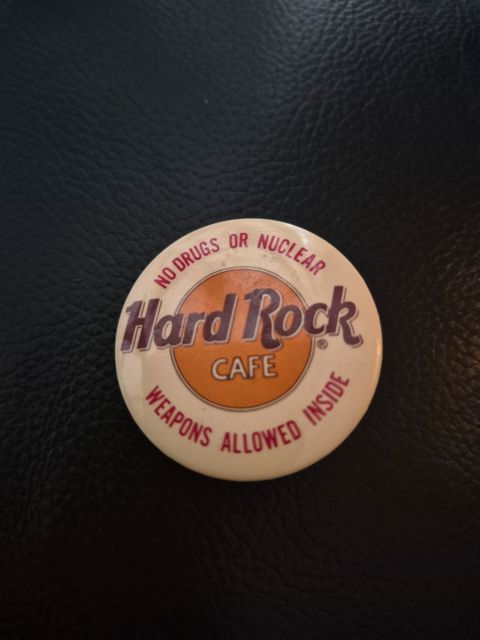 NO DRUGS OR NUCLEAR
Hard Rock®
CAFE
WEAPONS ALLOWED INSIDE